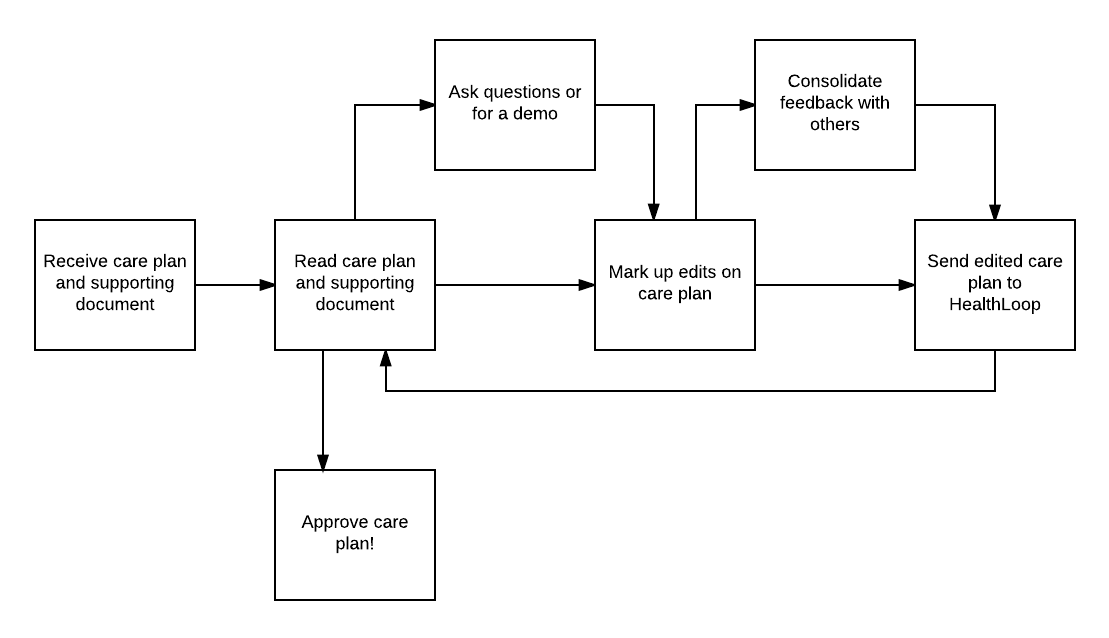 Ask questions or
for a demo
Consolidate
feedback with
others
Receive care plan
and supporting
document
Read care plan
and supporting
document
Mark up edits on
care plan
Send edited care
plan to
HealthLoop
Approve care
plan!